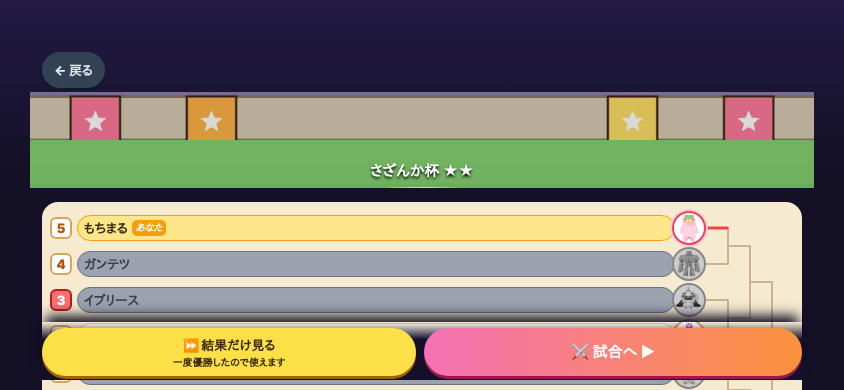 ← 戻る
さざんか杯 ★★
5 もちまる あなた
4 ガンテツ
3 イブリース
⏩ 結果だけ見る
一度優勝したので使えます
⚔️ 試合へ ▶